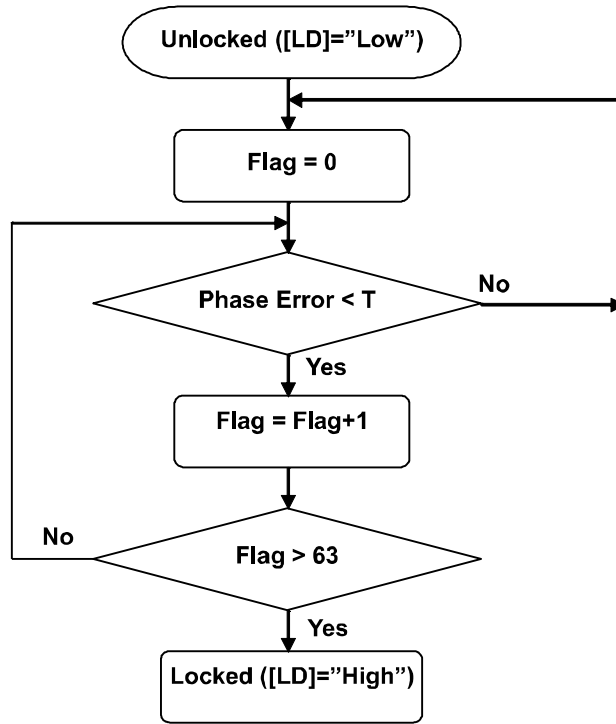 Unlocked ([LD]=”Low”)
Flag = 0
Phase Error < T
No
Yes
Flag = Flag+1
No
Flag > 63
Yes
Locked ([LD]=”High”)